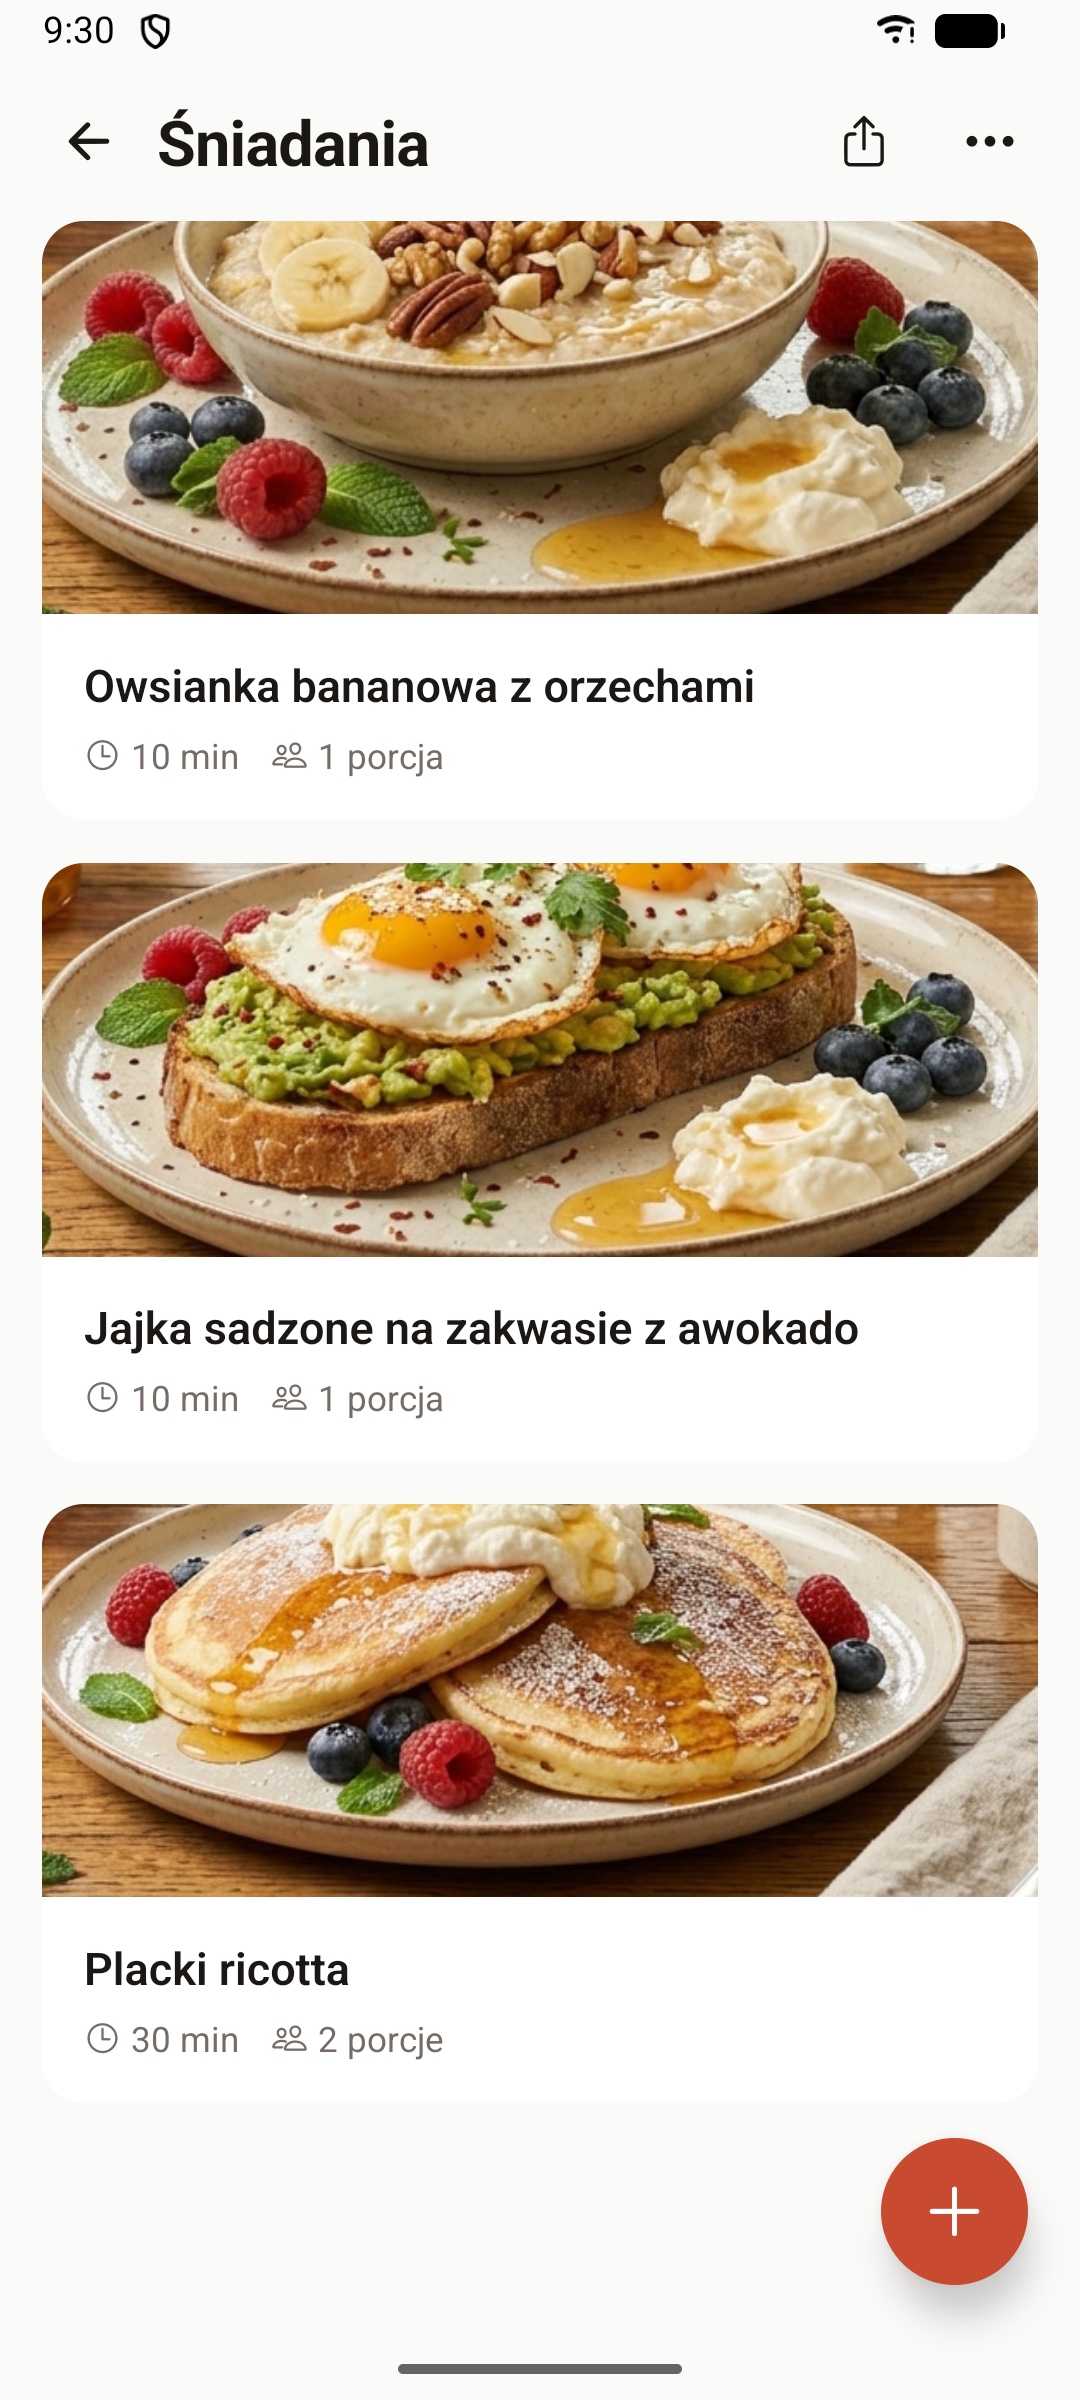 9:30
Śniadania
Owsianka bananowa z orzechami
10 min 1 porcja
Jajka sadzone na zakwasie z awokado
10 min 1 porcja
Placki ricotta
30 min 2 porcje